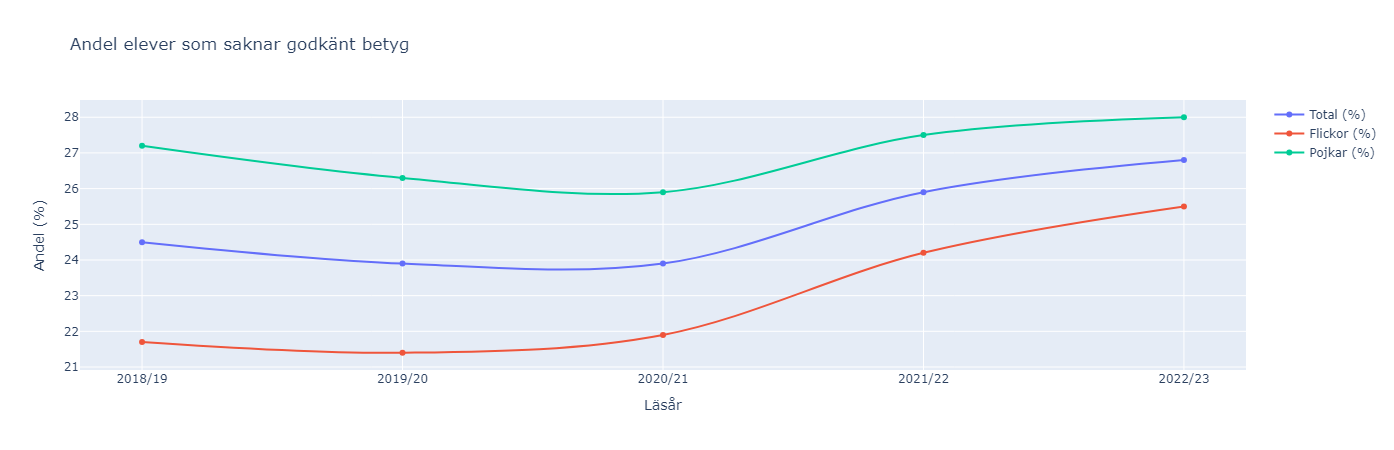 Andel elever som saknar godkänt betyg
Total (%)
Flickor (%)
Pojkar (%)
Andel (%)
28
27
26
25
24
23
22
21
2018/19
2019/20
2020/21
2021/22
2022/23
Läsår